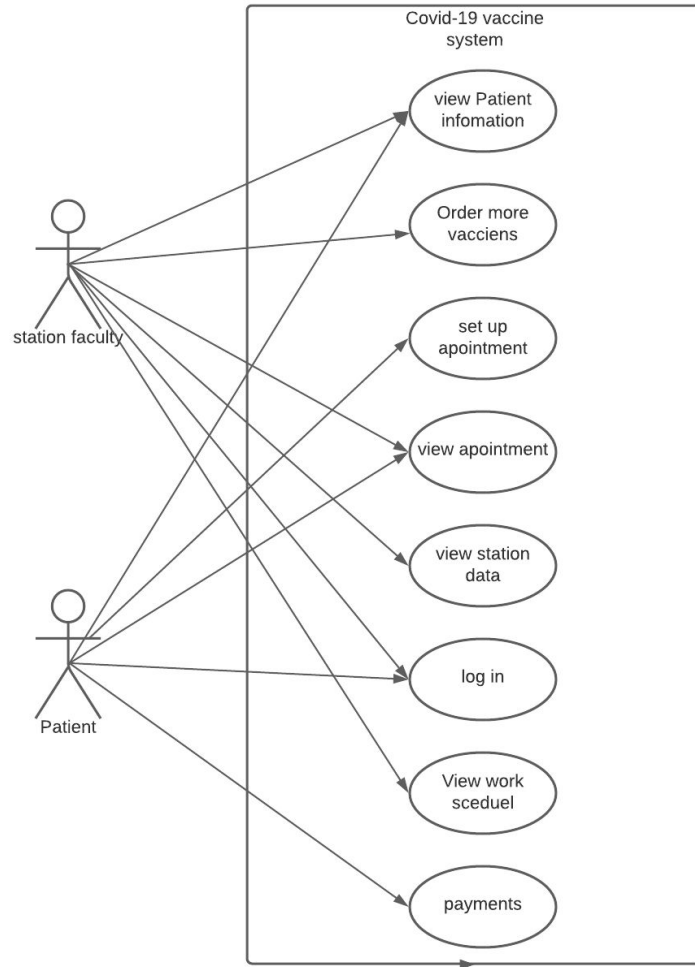 Covid-19 vaccine
system
view Patient
infomation
Order more
vacciens
station faculty
set up
apointment
view apointment
view station
data
log in
Patient
View work
sceduel
payments